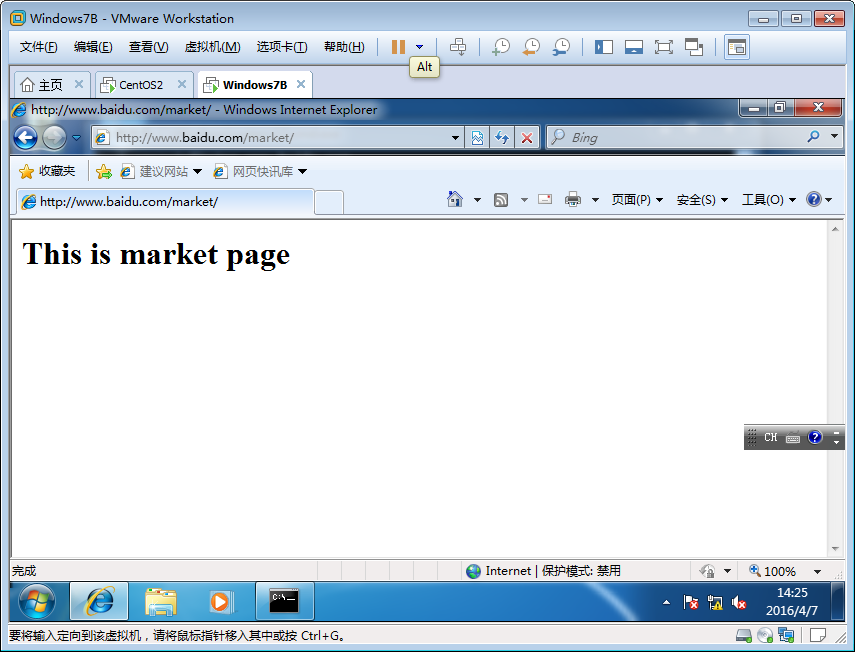 Windows7B - VMware Workstation
文件(F) 编辑(E) 查看(V) 虚拟机(M) 选项卡(T) 帮助(H)
Alt
主页 CentOS2 Windows7B
http://www.baidu.com/market/ - Windows Internet Explorer
http://www.baidu.com/market/ Bing
收藏夹 建议网站 网页快讯库
http://www.baidu.com/market/ 页面(P) 安全(S) 工具(O)
This is market page
CH
完成 Internet | 保护模式: 禁用 100%
C:\_
14:25
2016/4/7
要将输入定向到该虚拟机，请将鼠标指针移入其中或按 Ctrl+G。